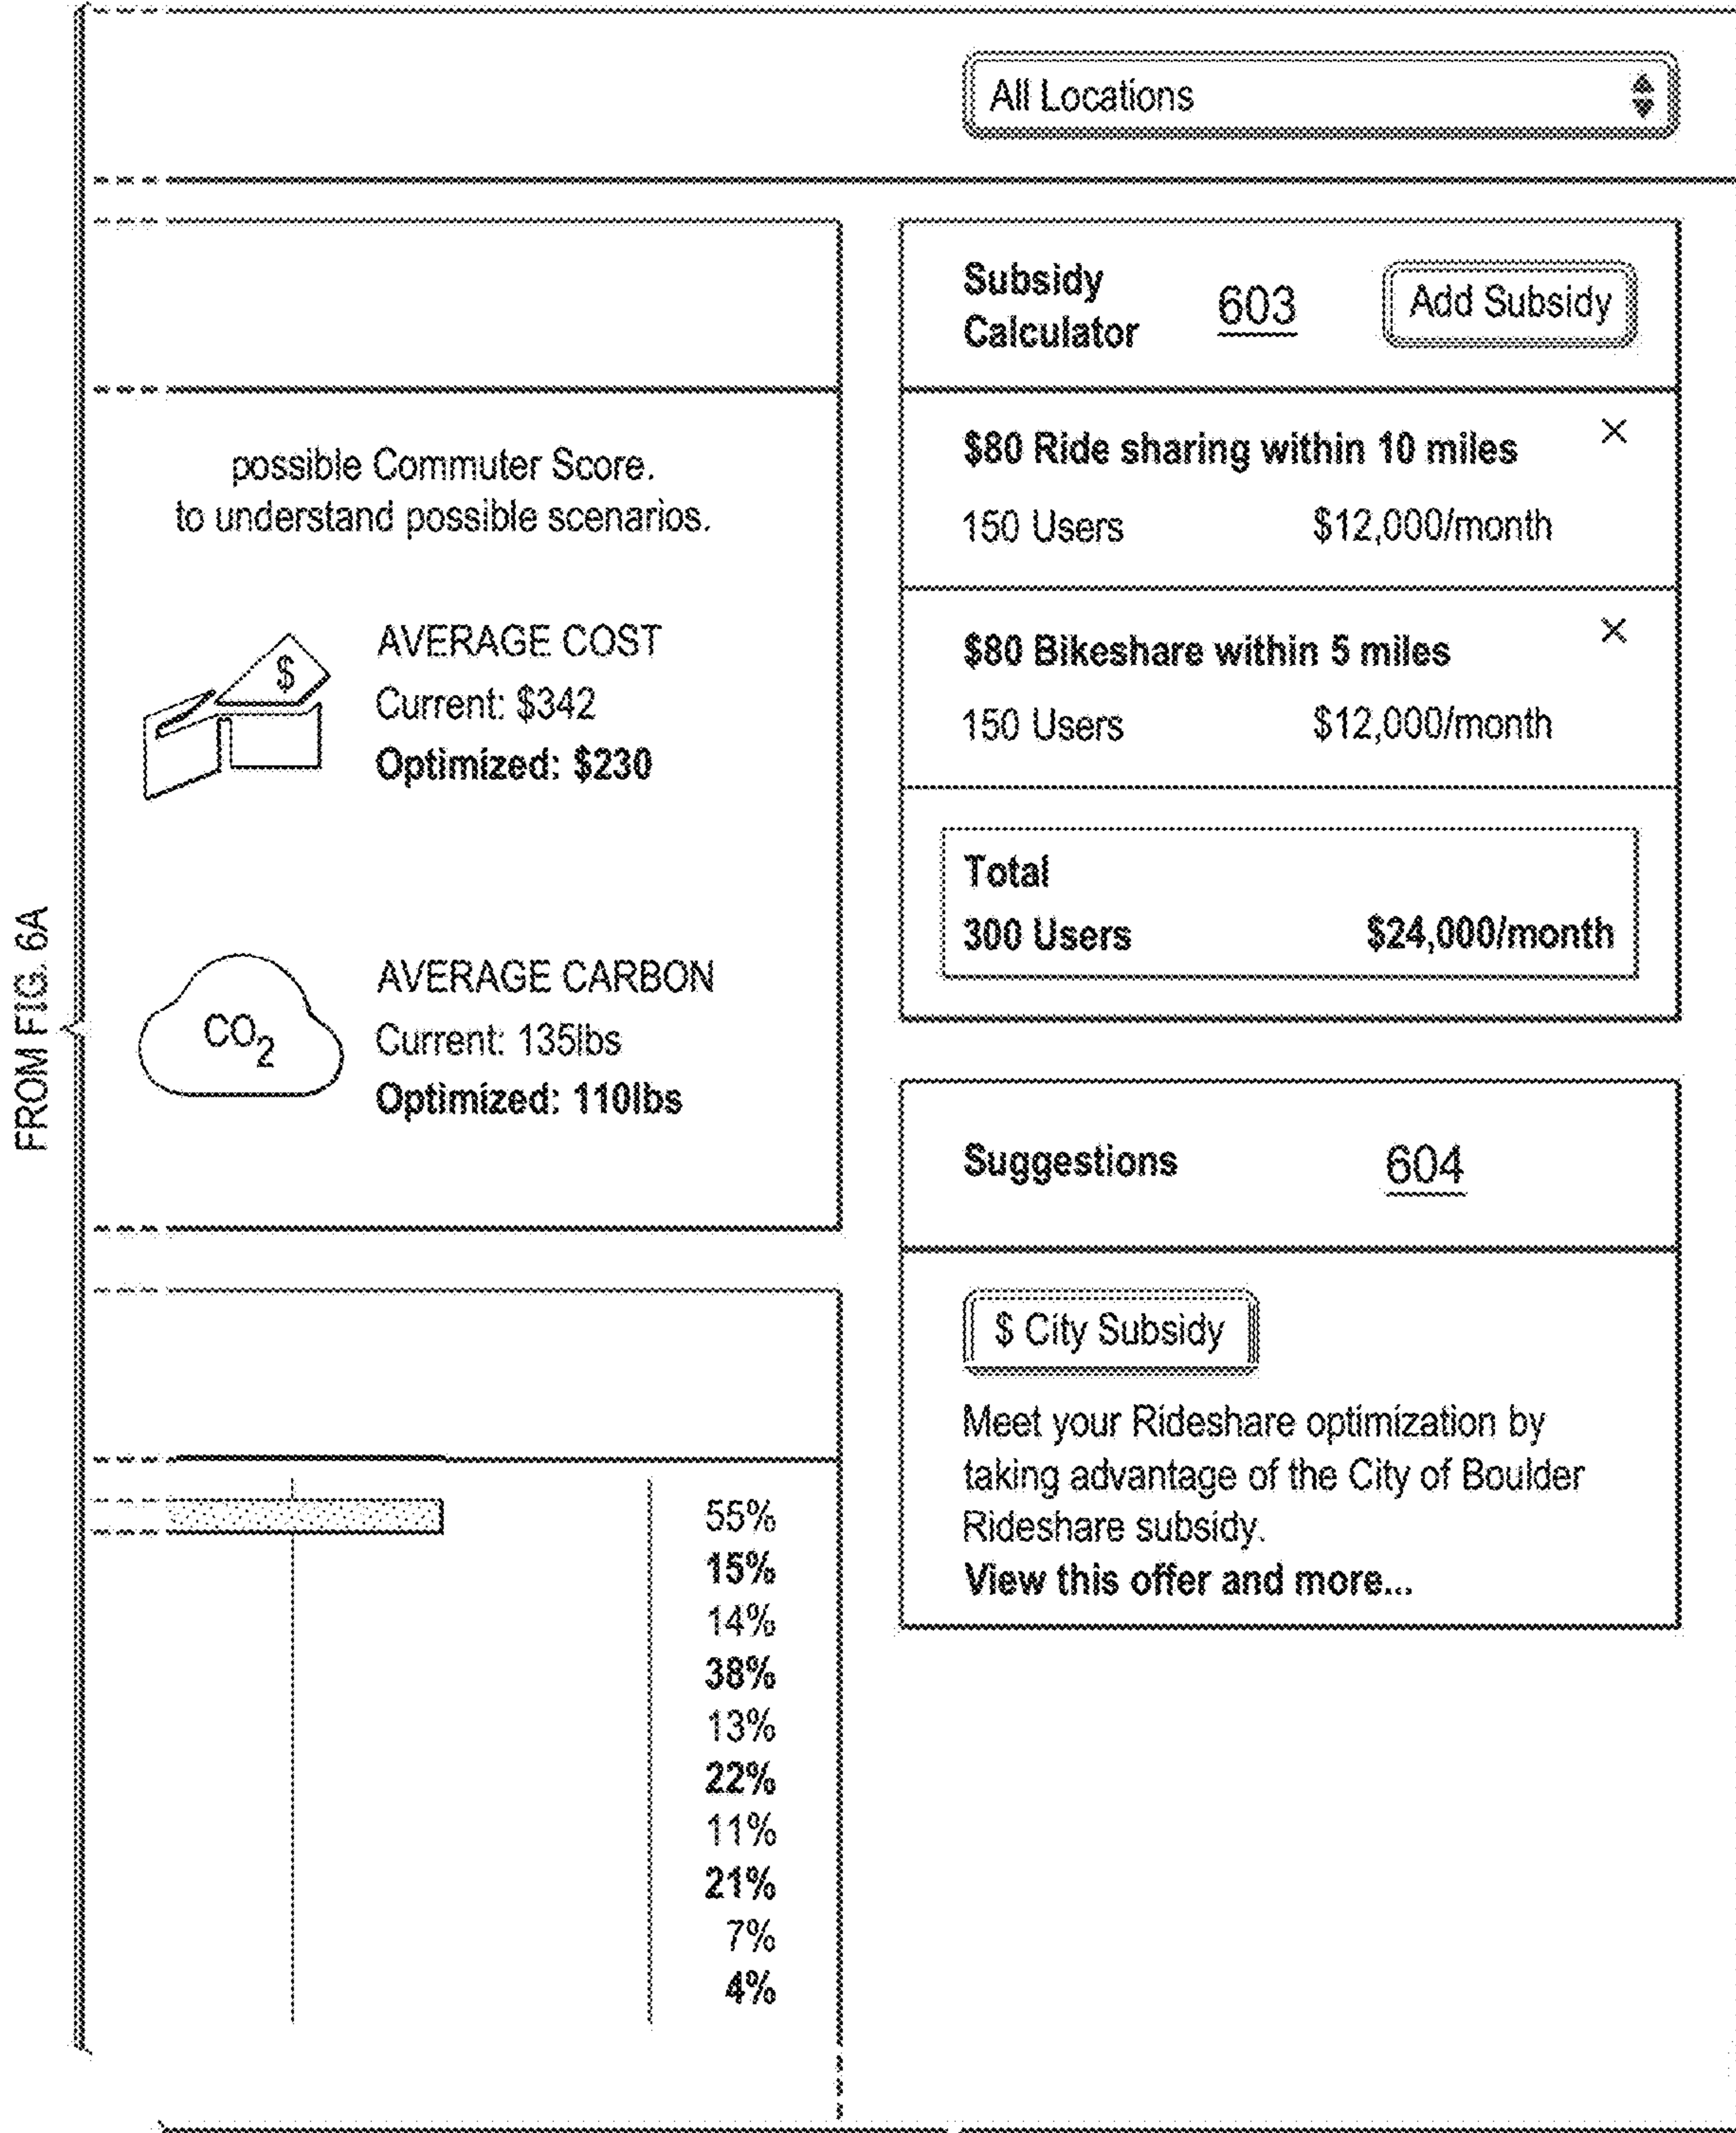 FROM FIG. 6A
All Locations
possible Commuter Score.
to understand possible scenarios.
$
AVERAGE COST
Current: $342
Optimized: $230
CO2
AVERAGE CARBON
Current: 135lbs
Optimized: 110lbs
55%
15%
14%
38%
13%
22%
11%
21%
7%
4%
Subsidy
Calculator
603
Add Subsidy
$80 Ride sharing within 10 miles
×
150 Users $12,000/month
$80 Bikeshare within 5 miles
×
150 Users $12,000/month
Total
300 Users $24,000/month
Suggestions 604
$ City Subsidy
Meet your Rideshare optimization by
taking advantage of the City of Boulder
Rideshare subsidy.
View this offer and more...